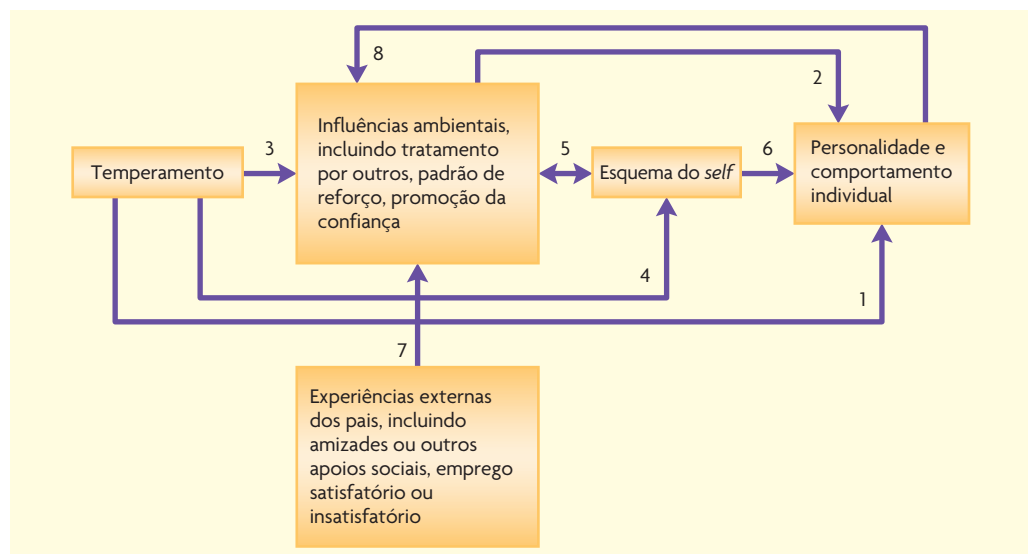 8
2
Influências ambientais,
incluindo tratamento
por outros, padrão de
reforço, promoção da
confiança
Temperamento
3
5
Esquema do self
6
Personalidade e
comportamento
individual
4
1
7
Experiências externas
dos pais, incluindo
amizades ou outros
apoios sociais, emprego
satisfatório ou
insatisfatório